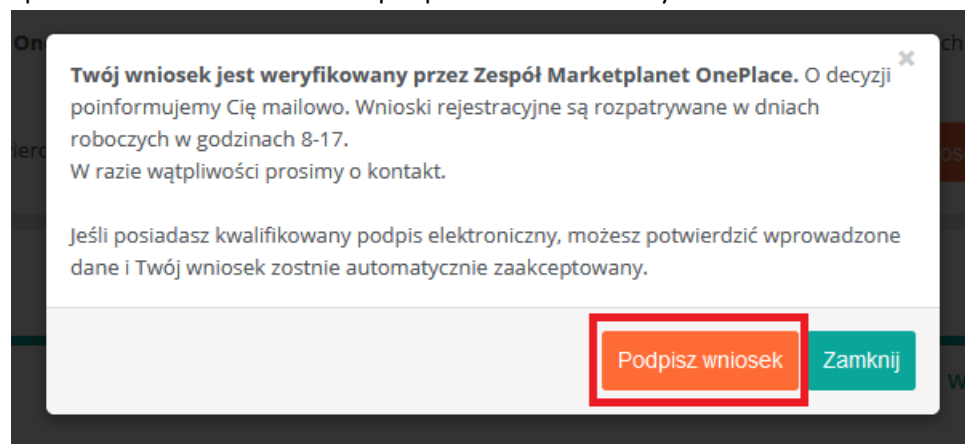 Twój wniosek jest weryfikowany przez Zespół Marketplanet OnePlace. O decyzji
poinformujemy Cię mailowo. Wnioski rejestracyjne są rozpatrywane w dniach
roboczych w godzinach 8-17.
W razie wątpliwości prosimy o kontakt.
Jeśli posiadasz kwalifikowany podpis elektroniczny, możesz potwierdzić wprowadzone
dane i Twój wniosek zostnie automatycznie zaakceptowany.
Podpisz wniosek Zamknij